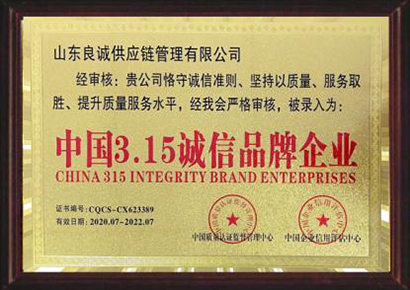 山东良诚供应链管理有限公司
经审核：贵公司恪守诚信准则、坚持以质量、服务取
胜、提升质量服务水平，经我会严格审核，被录入为：
中国3.15诚信品牌企业
CHINA 315 INTEGRITY BRAND ENTERPRISES
证书编号：CQCS-CX623389
有效日期：2020.07-2022.07
中国质量认证监督管理中心
中国企业信用评估中心